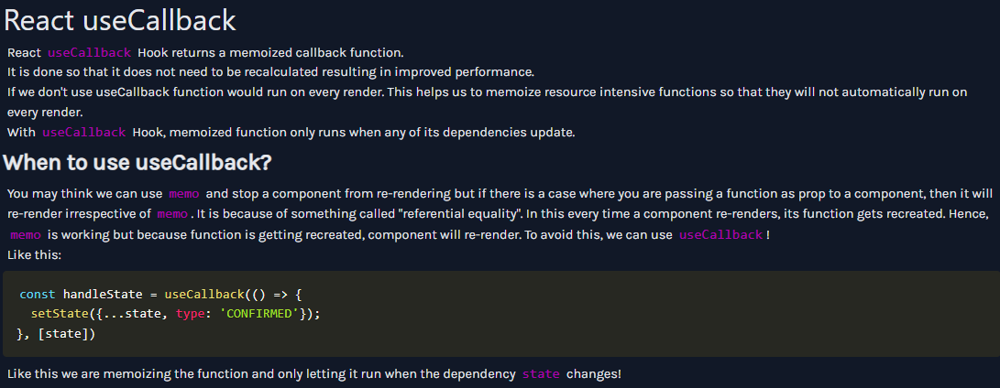 React useCallback
React useCallback Hook returns a memoized callback function.
It is done so that it does not need to be recalculated resulting in improved performance.
If we don't use useCallback function would run on every render. This helps us to memoize resource intensive functions so that they will not automatically run on
every render.
With useCallback Hook, memoized function only runs when any of its dependencies update.
When to use useCallback?
You may think we can use memo and stop a component from re-rendering but if there is a case where you are passing a function as prop to a component, then it will
re-render irrespective of memo. It is because of something called "referential equality". In this every time a component re-renders, its function gets recreated. Hence,
memo is working but because function is getting recreated, component will re-render. To avoid this, we can use useCallback!
Like this:
const handleState = useCallback(() => {
setState({...state, type: 'CONFIRMED'});
}, [state])
Like this we are memoizing the function and only letting it run when the dependency state changes!